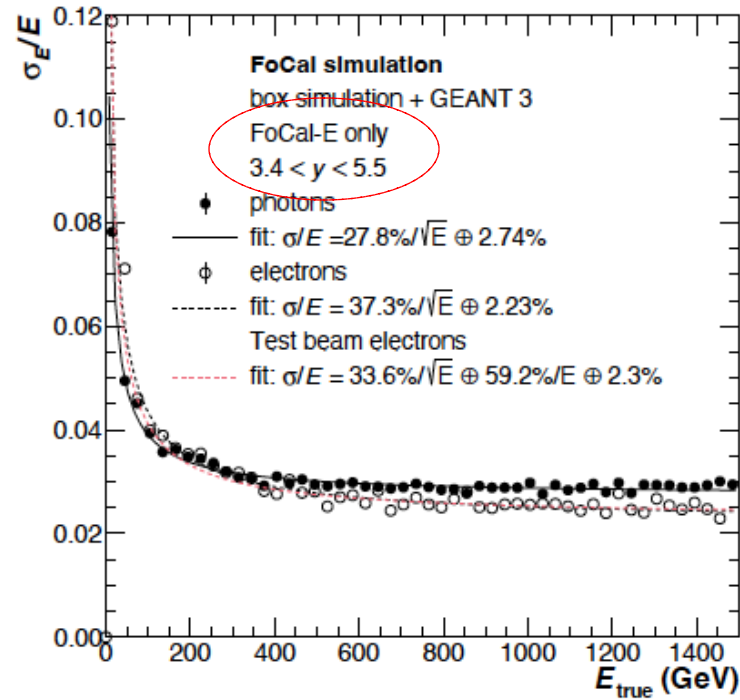 σE/E
0.12
0.10
0.08
0.06
0.04
0.02
0.00
FoCal simulation
box simulation + GEANT 3
FoCal-E only
3.4 < y < 5.5
photons
fit: σ/E =27.8%/√E ⊕ 2.74%
electrons
fit: σ/E = 37.3%/√E ⊕ 2.23%
Test beam electrons
fit: σ/E = 33.6%/√E ⊕ 59.2%/E ⊕ 2.3%
0 200 400 600 800 1000 1200 1400
Etrue (GeV)